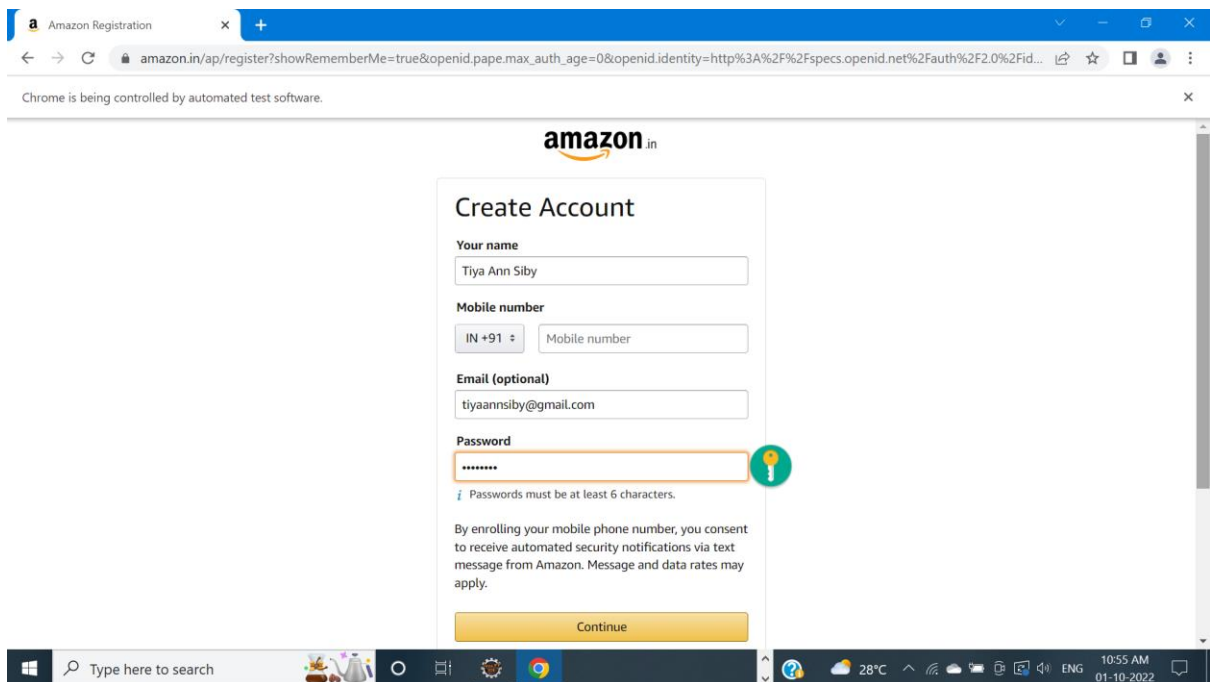 a Amazon Registration
amazon.in/ap/register?showRememberMe=true&openid.pape.max_auth_age=0&openid.identity=http%3A%2F%2Fspecs.openid.net%2Fauth%2F2.0%2Fid...
Chrome is being controlled by automated test software.
amazon.in
Create Account
Your name
Tiya Ann Siby
Mobile number
IN +91 Mobile number
Email (optional)
tiyaannsiby@gmail.com
Password
••••••••
i Passwords must be at least 6 characters.
By enrolling your mobile phone number, you consent
to receive automated security notifications via text
message from Amazon. Message and data rates may
apply.
Continue
Type here to search
28°C ENG 10:55 AM
01-10-2022